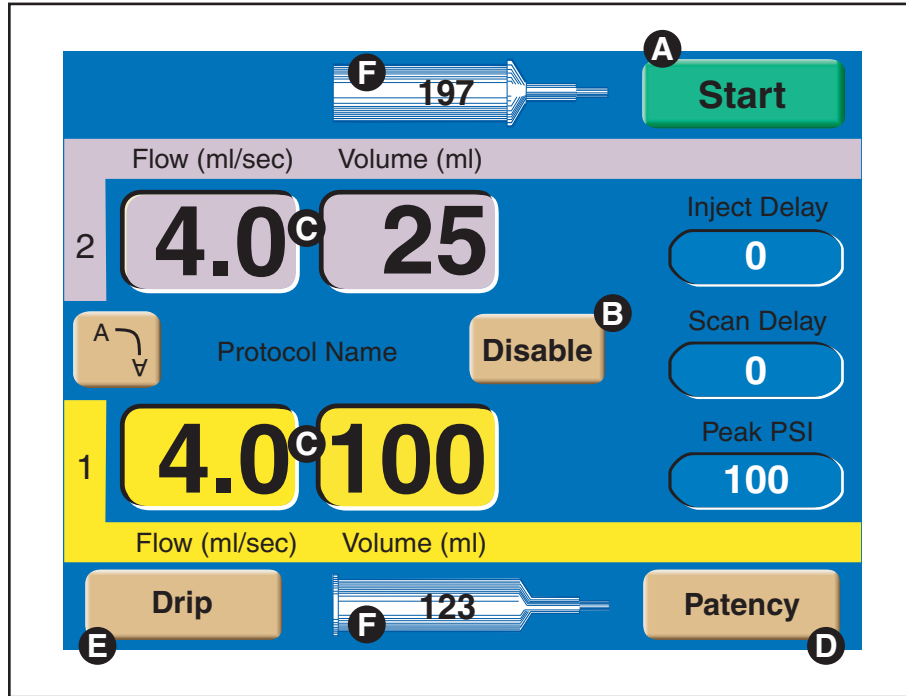 A
F
197
Start
Flow (ml/sec) Volume (ml)
2
4.0
C
25
Inject Delay
0
B
Scan Delay
A
A
Protocol Name
Disable
0
1
4.0
C
100
Peak PSI
100
Flow (ml/sec) Volume (ml)
Drip
E
F
123
Patency
D